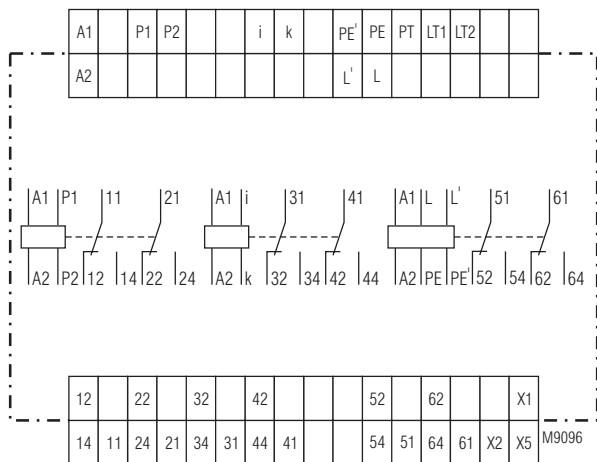 A1 P1 P2 i k PE' PE PT LT1 LT2
A2 L' L
A1 P1 11 21 A1 i 31 41 A1 L L' 51 61
A2 P2 12 14 22 24 A2 k 32 34 42 44 A2 PE PE' 52 54 62 64
12 22 32 42 52 62 X1
14 11 24 21 34 31 44 41 54 51 64 61 X2 X5 M9096